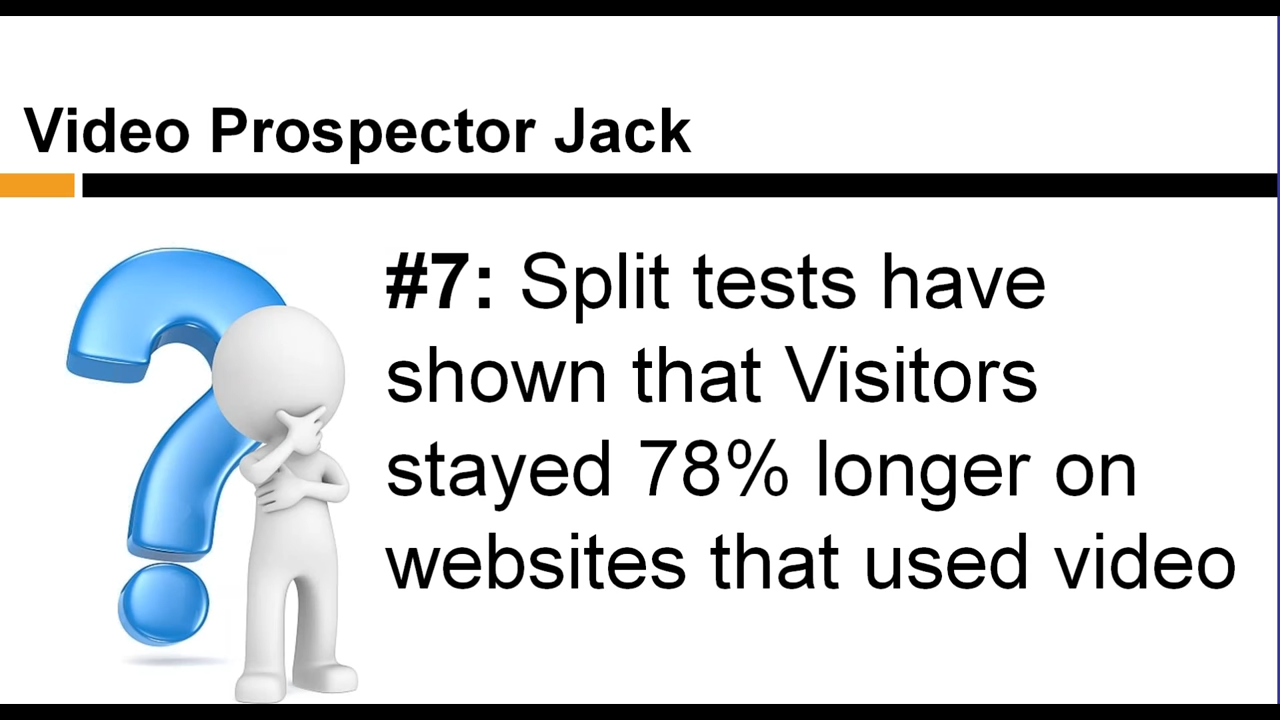 Video Prospector Jack
#7: Split tests have
shown that Visitors
stayed 78% longer on
websites that used video